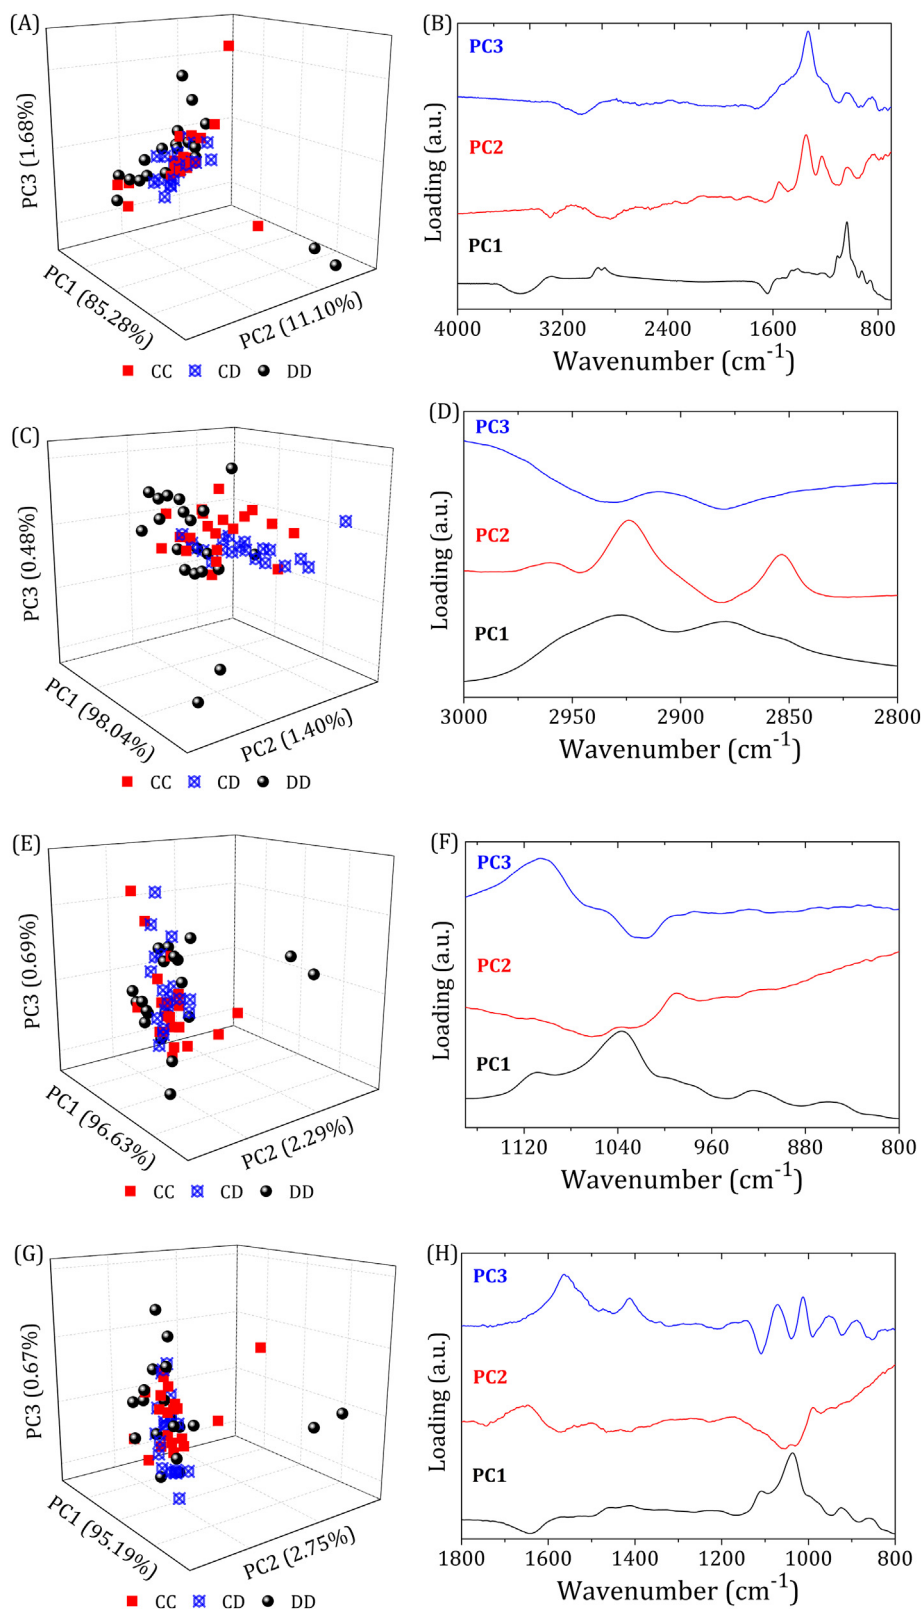 (A)
PC3 (1.68%)
PC1 (85.28%)
PC2 (11.10%)
CC CD DD
(B)
PC3
PC2
PC1
Loading (a.u.)
4000 3200 2400 1600 800
Wavenumber (cm-1)
(C)
PC3 (0.48%)
PC1 (98.04%)
PC2 (1.40%)
CC CD DD
(D)
PC3
PC2
PC1
Loading (a.u.)
3000 2950 2900 2850 2800
Wavenumber (cm-1)
(E)
PC3 (0.69%)
PC1 (96.63%)
PC2 (2.29%)
CC CD DD
(F)
PC3
PC2
PC1
Loading (a.u.)
1120 1040 960 880 800
Wavenumber (cm-1)
(G)
PC3 (0.67%)
PC1 (95.19%)
PC2 (2.75%)
CC CD DD
(H)
PC3
PC2
PC1
Loading (a.u.)
1800 1600 1400 1200 1000 800
Wavenumber (cm-1)